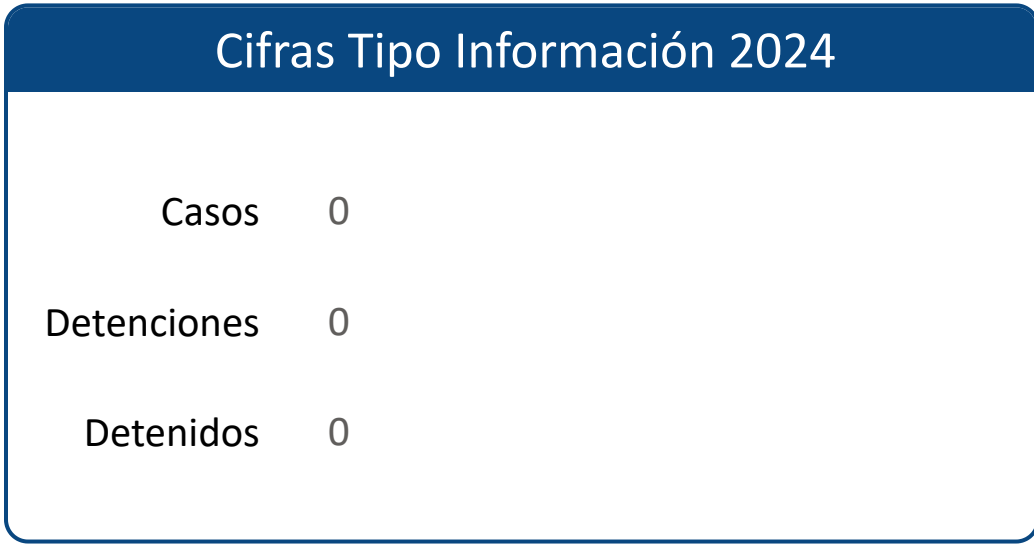 Cifras Tipo Información 2024
Casos 0
Detenciones 0
Detenidos 0